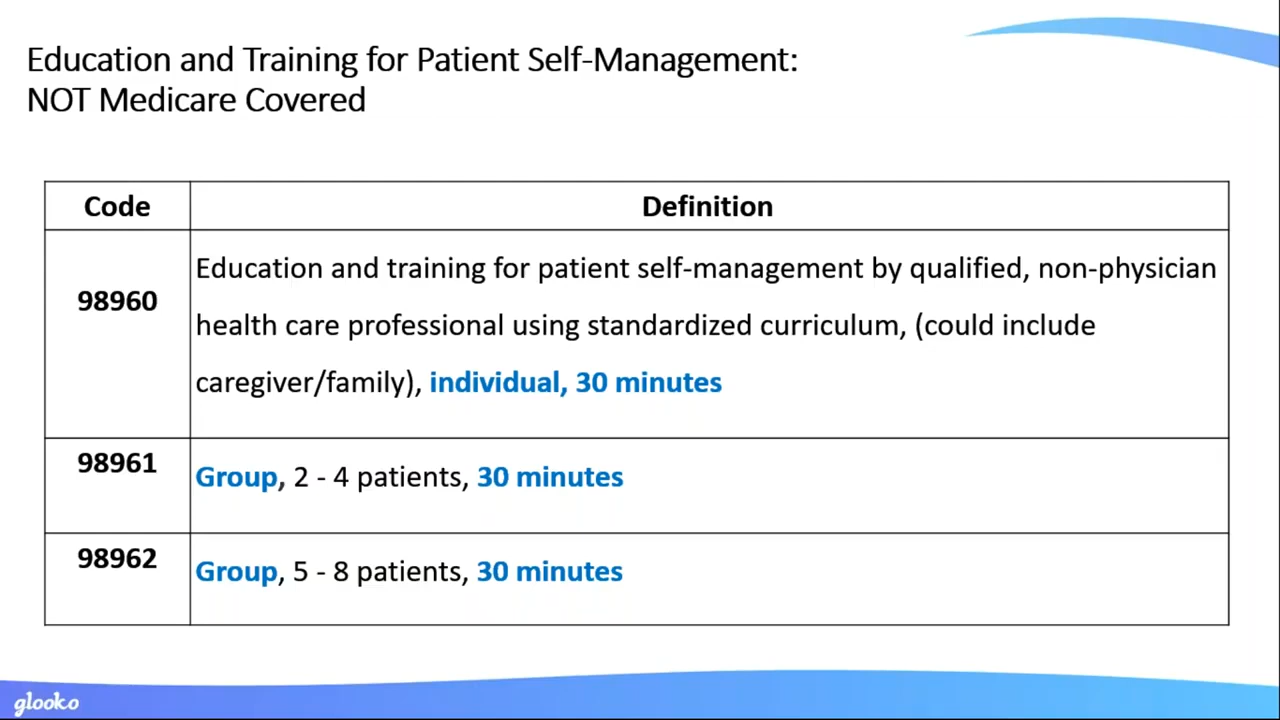 Education and Training for Patient Self-Management:
NOT Medicare Covered
Code
Definition
98960
Education and training for patient self-management by qualified, non-physician
health care professional using standardized curriculum, (could include
caregiver/family), individual, 30 minutes
98961
Group, 2 - 4 patients, 30 minutes
98962
Group, 5 - 8 patients, 30 minutes
glooko